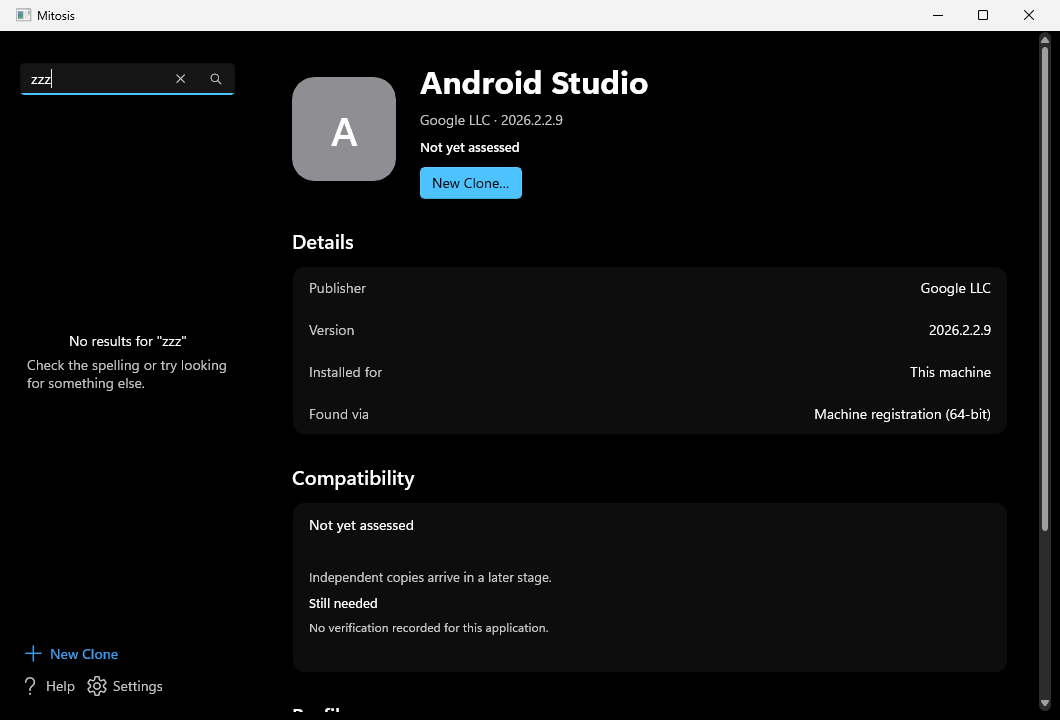 Mitosis
zzz
No results for "zzz"
Check the spelling or try looking
for something else.
New Clone
Help
Settings
A
Android Studio
Google LLC · 2026.2.2.9
Not yet assessed
New Clone...
Details
Publisher
Google LLC
Version
2026.2.2.9
Installed for
This machine
Found via
Machine registration (64-bit)
Compatibility
Not yet assessed
Independent copies arrive in a later stage.
Still needed
No verification recorded for this application.